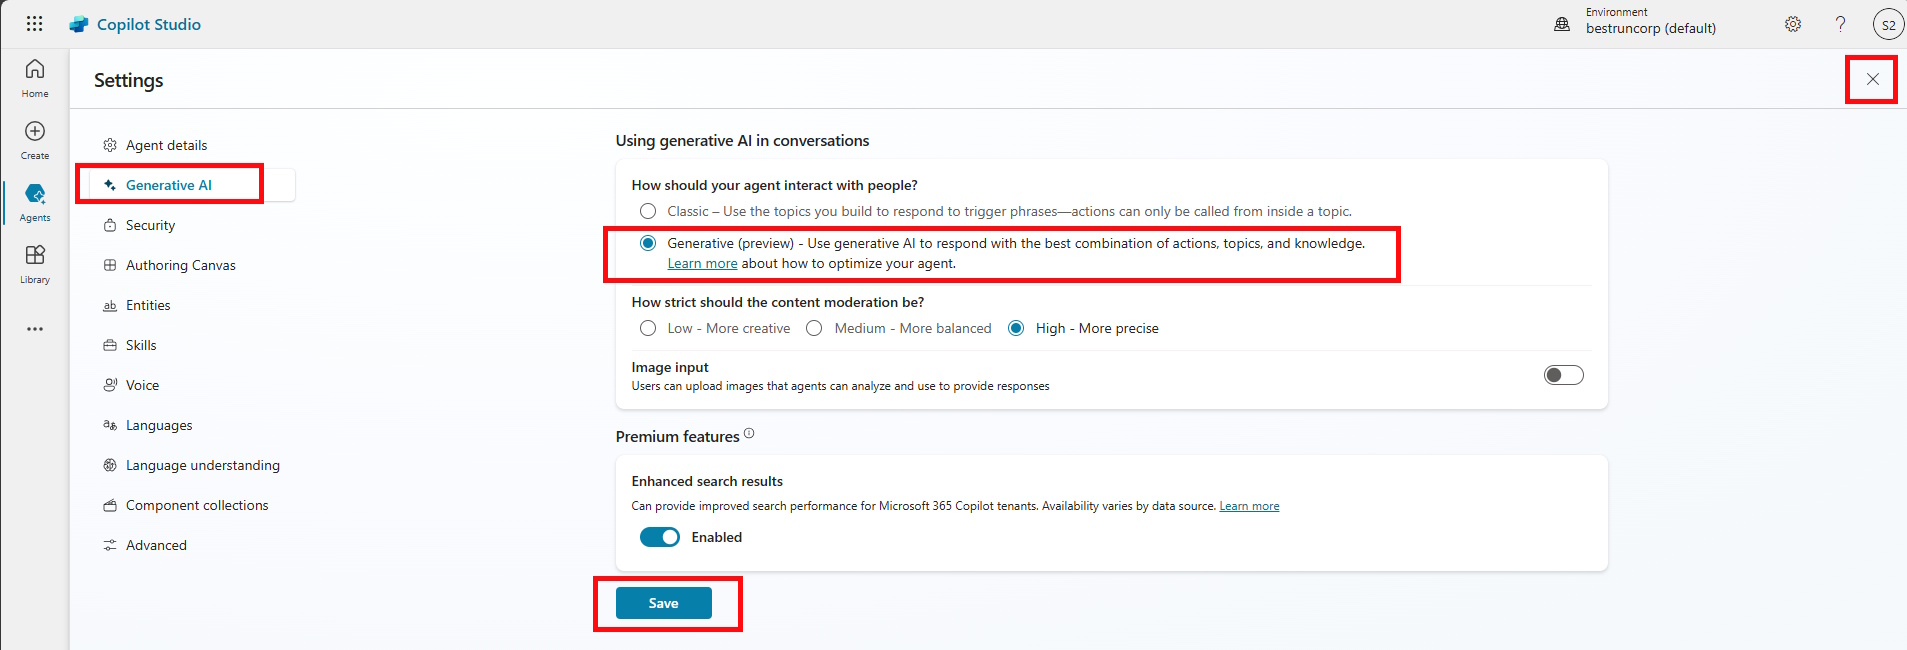 Copilot Studio
Environment
bestruncorp (default)
S2
Home
Create
Agents
Library
Settings
Agent details
Generative AI
Security
Authoring Canvas
ab Entities
Skills
Voice
Languages
Language understanding
Component collections
Advanced
Using generative AI in conversations
How should your agent interact with people?
Classic – Use the topics you build to respond to trigger phrases—actions can only be called from inside a topic.
Generative (preview) - Use generative AI to respond with the best combination of actions, topics, and knowledge.
Learn more about how to optimize your agent.
How strict should the content moderation be?
Low - More creative Medium - More balanced High - More precise
Image input
Users can upload images that agents can analyze and use to provide responses
Premium features
Enhanced search results
Can provide improved search performance for Microsoft 365 Copilot tenants. Availability varies by data source. Learn more
Enabled
Save